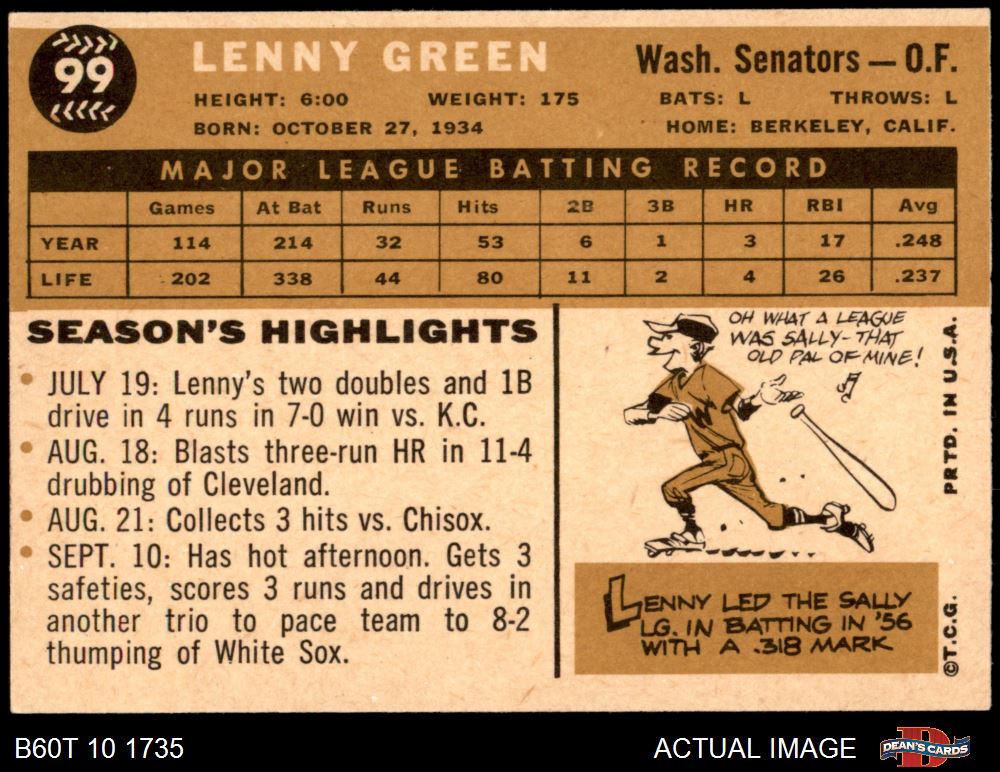 99
LENNY GREEN
Wash. Senators — O.F.
HEIGHT: 6:00 WEIGHT: 175 BATS: L THROWS: L
BORN: OCTOBER 27, 1934 HOME: BERKELEY, CALIF.
MAJOR LEAGUE BATTING RECORD
Games At Bat Runs Hits 2B 3B HR RBI Avg
YEAR 114 214 32 53 6 1 3 17 .248
LIFE 202 338 44 80 11 2 4 26 .237
SEASON'S HIGHLIGHTS
• JULY 19: Lenny's two doubles and 1B
drive in 4 runs in 7-0 win vs. K.C.
• AUG. 18: Blasts three-run HR in 11-4
drubbing of Cleveland.
• AUG. 21: Collects 3 hits vs. Chisox.
• SEPT. 10: Has hot afternoon. Gets 3
safeties, scores 3 runs and drives in
another trio to pace team to 8-2
thumping of White Sox.
OH WHAT A LEAGUE
WAS SALLY-THAT
OLD PAL OF MINE!
W
LENNY LED THE SALLY
LG. IN BATTING IN '56
WITH A .318 MARK
PRTD. IN U.S.A.
©T.C.G.
B60T 10 1735
ACTUAL IMAGE
D
DEAN'S CARDS